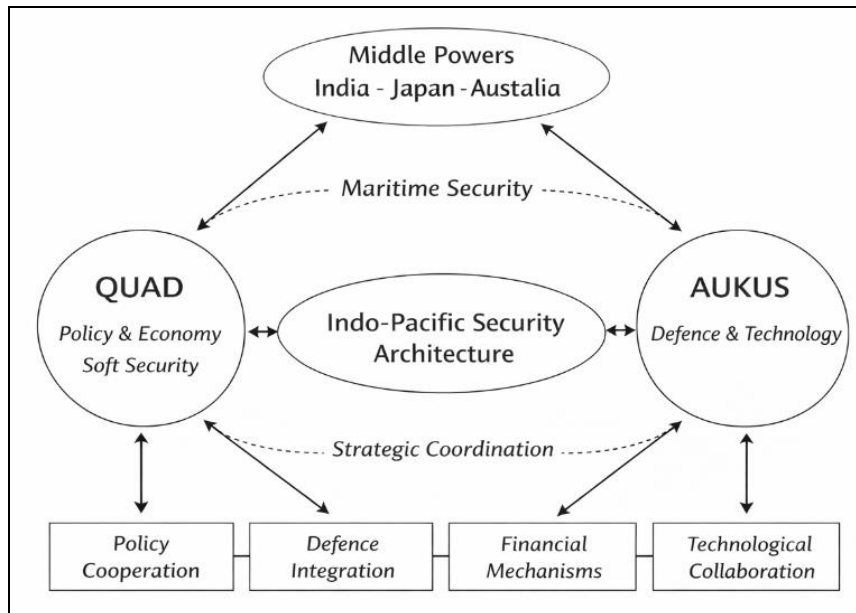 Middle Powers
India - Japan - Austalia
Maritime Security
QUAD
Policy & Economy
Soft Security
Indo-Pacific Security
Architecture
AUKUS
Defence & Technology
Strategic Coordination
Policy
Cooperation
Defence
Integration
Financial
Mechanisms
Technological
Collaboration